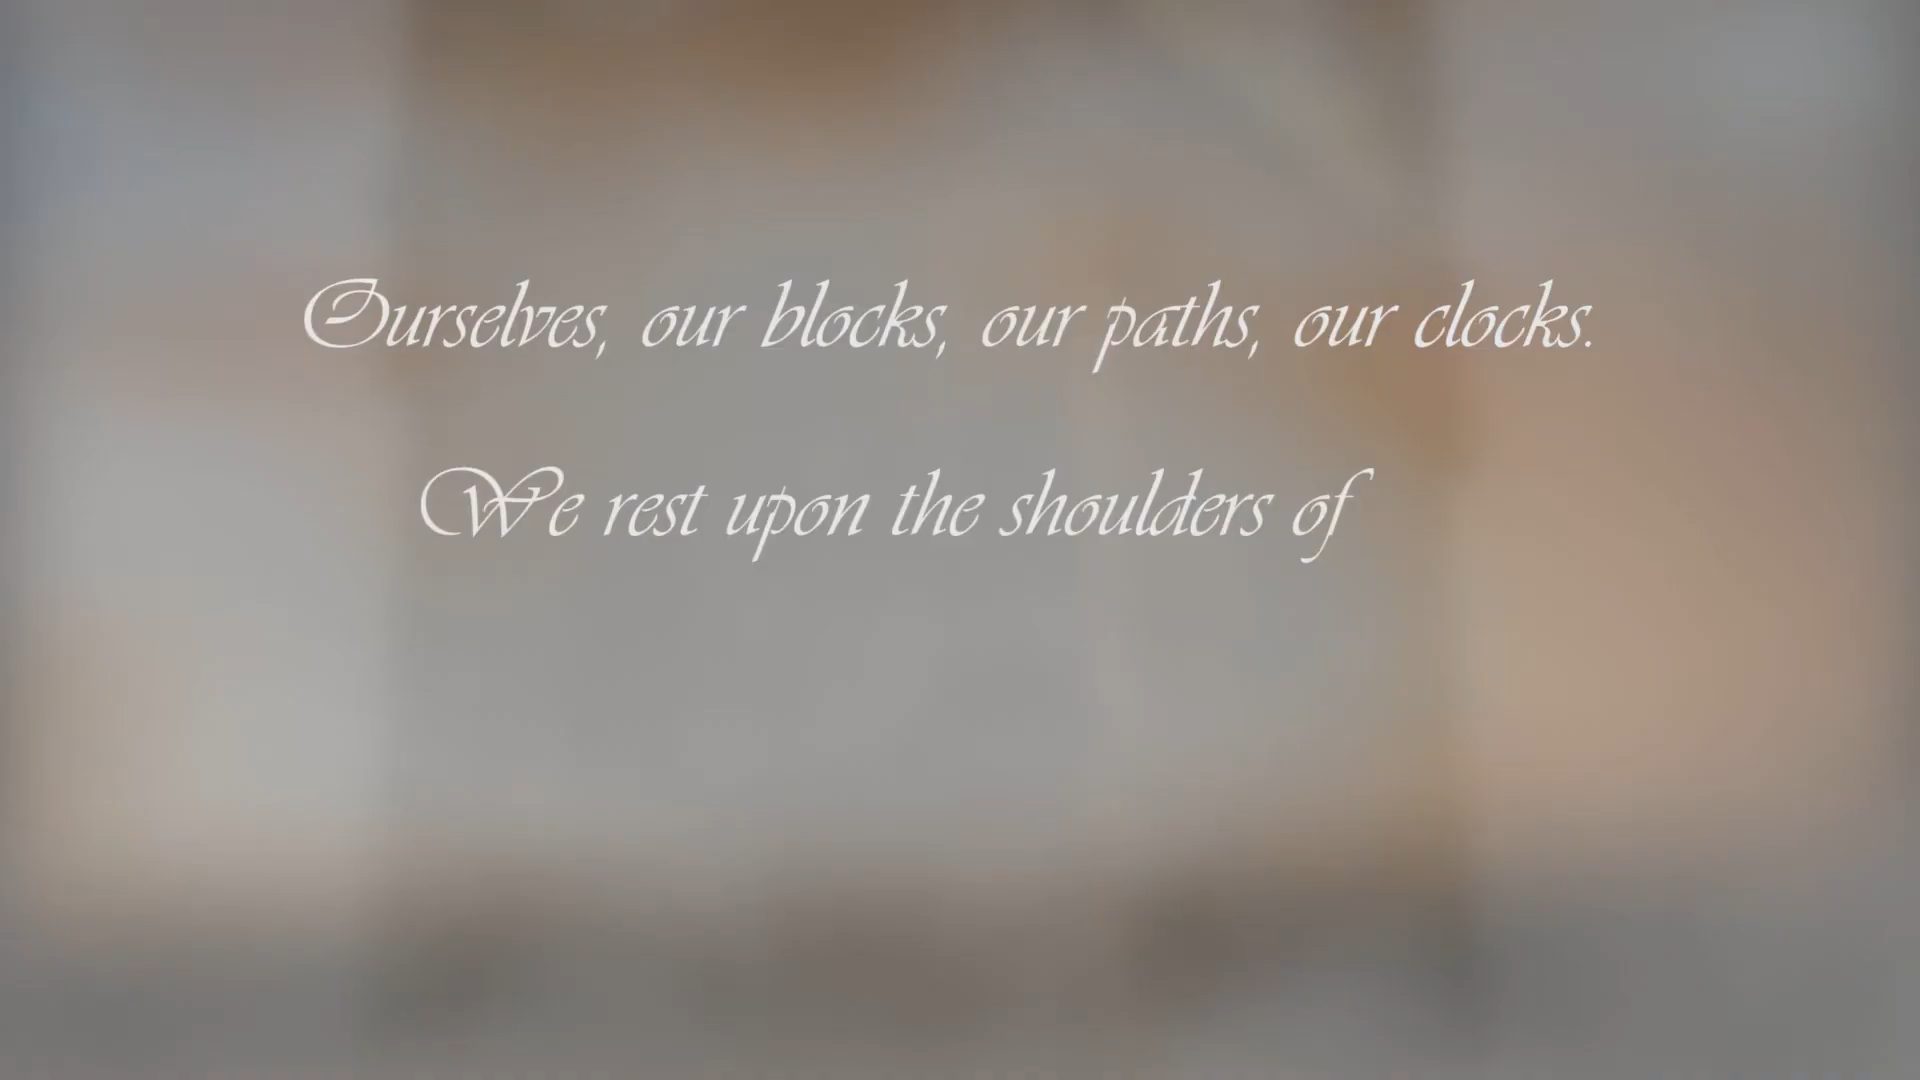 Ourselves, our blocks, our paths, our clocks.
We rest upon the shoulders of